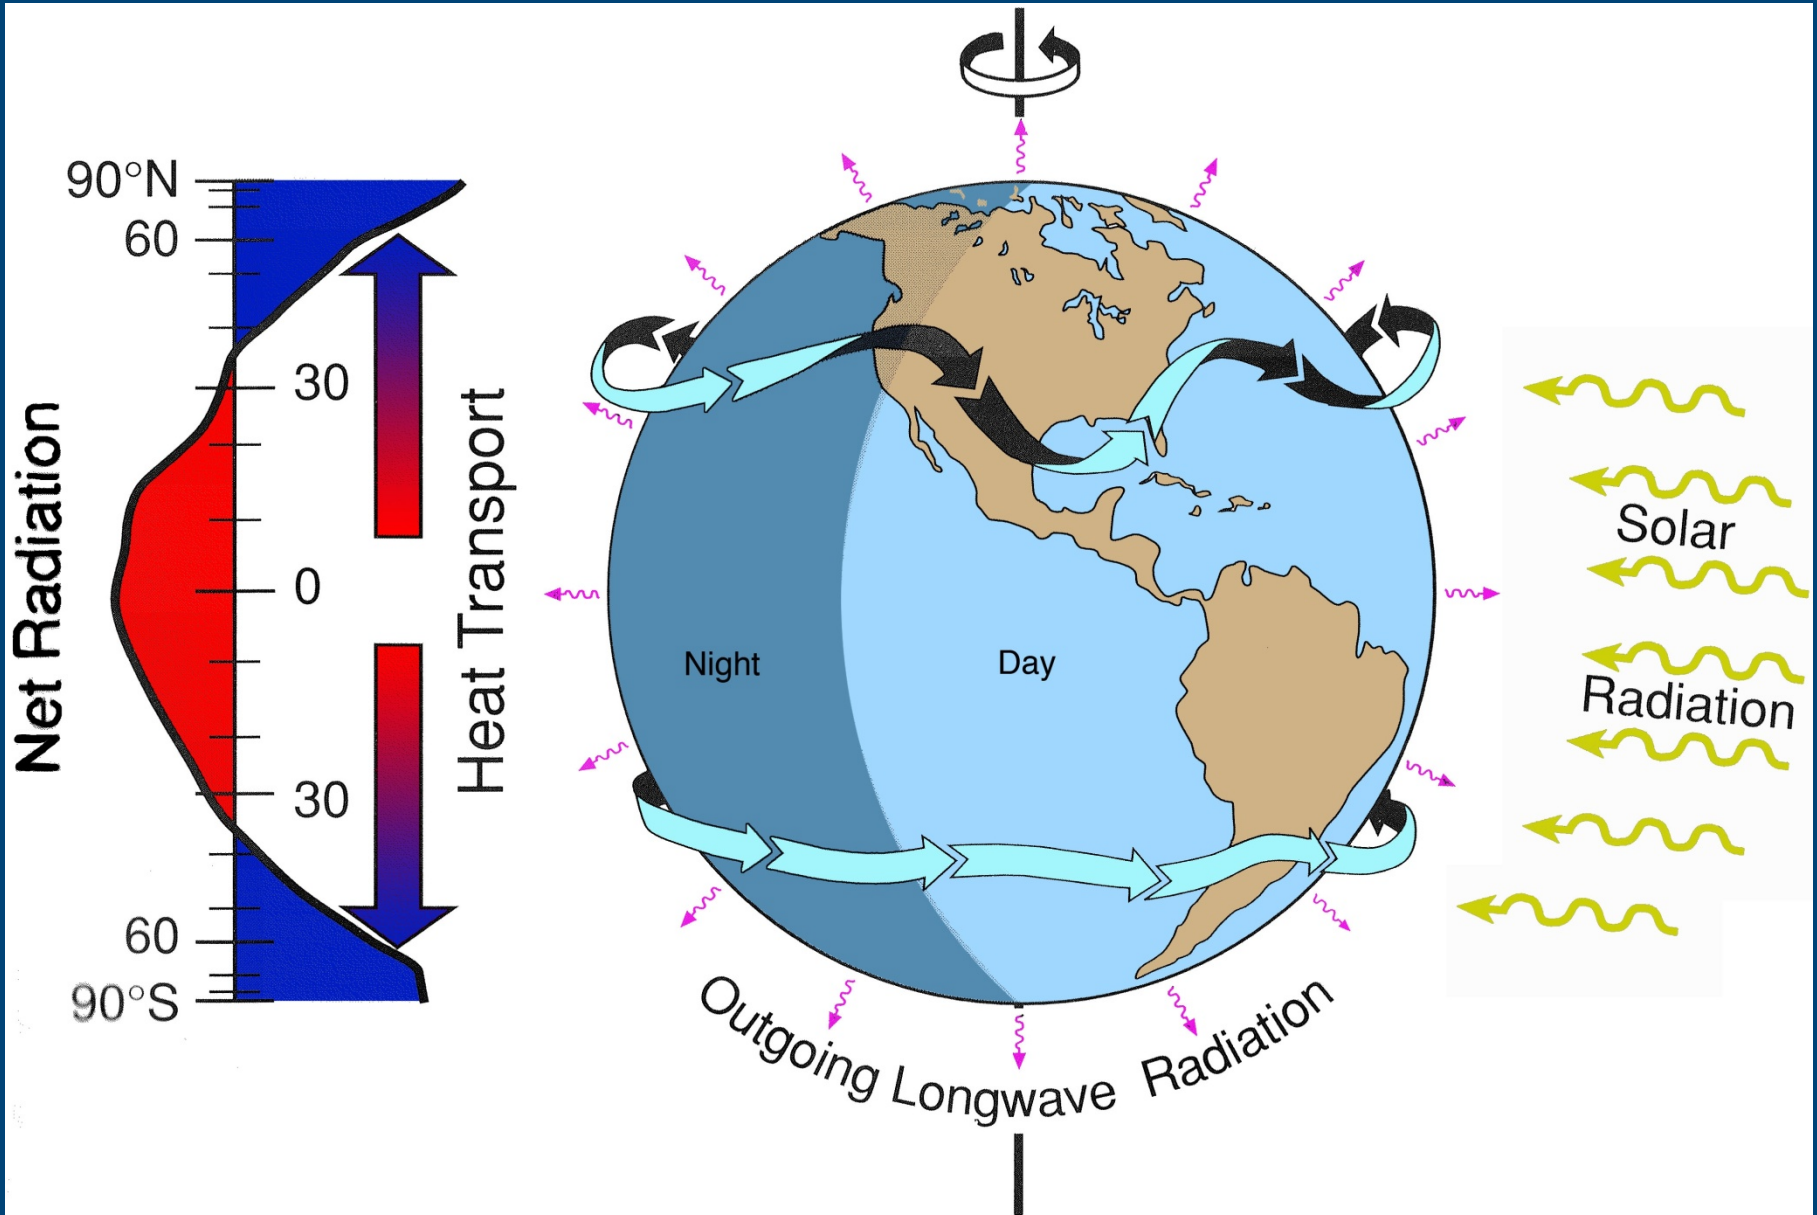 90°N
60
30
0
30
60
90°S
Net Radiation
Heat Transport
Night
Day
Solar
Radiation
Outgoing Longwave Radiation